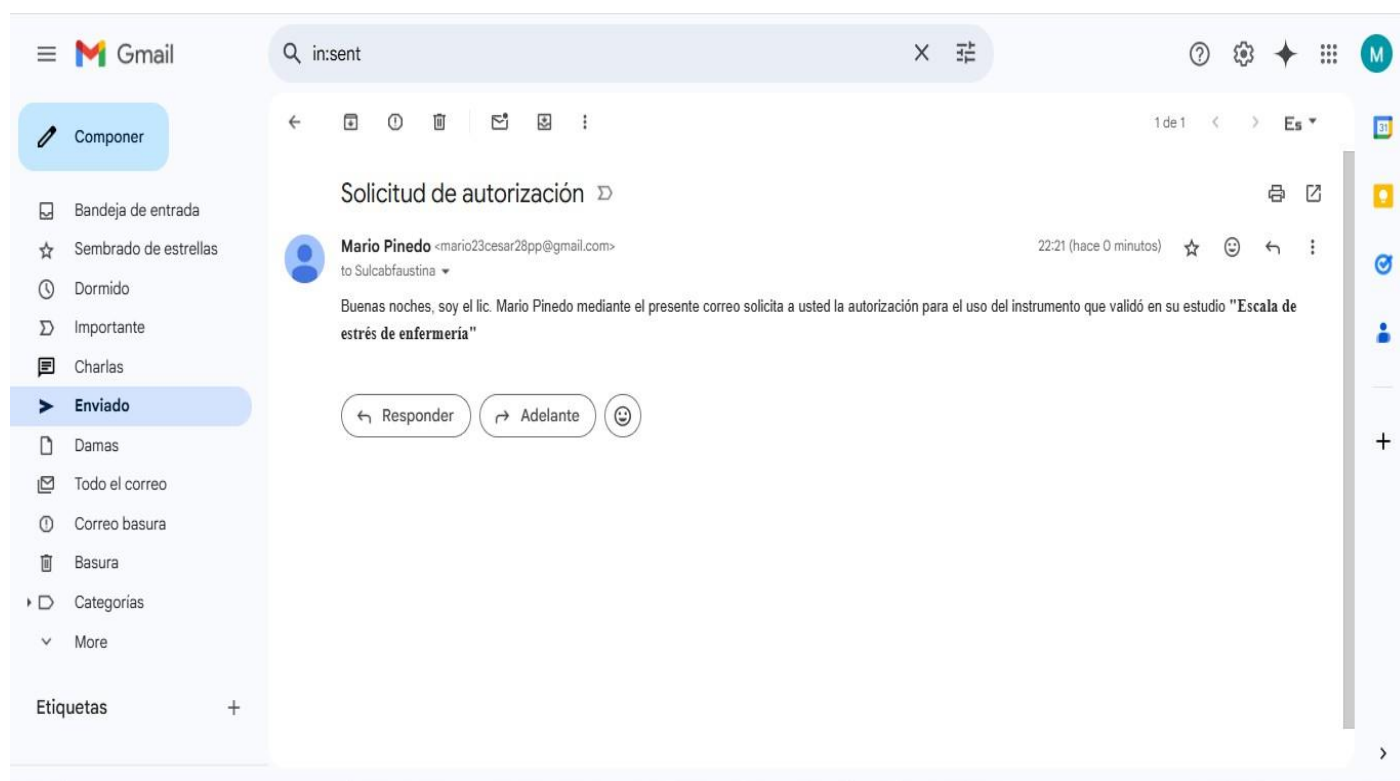 Gmail
in:sent
M
Componer
1 de 1
Es
31
Solicitud de autorización
Bandeja de entrada
Sembrado de estrellas
Mario Pinedo <mario23cesar28pp@gmail.com>
22:21 (hace 0 minutos)
to Sulcabfaustina
Dormido
Buenas noches, soy el lic. Mario Pinedo mediante el presente correo solicita a usted la autorización para el uso del instrumento que validó en su estudio "Escala de
estrés de enfermería"
Importante
Charlas
Enviado
Responder
Adelante
Damas
Todo el correo
Correo basura
Basura
Categorías
More
Etiquetas